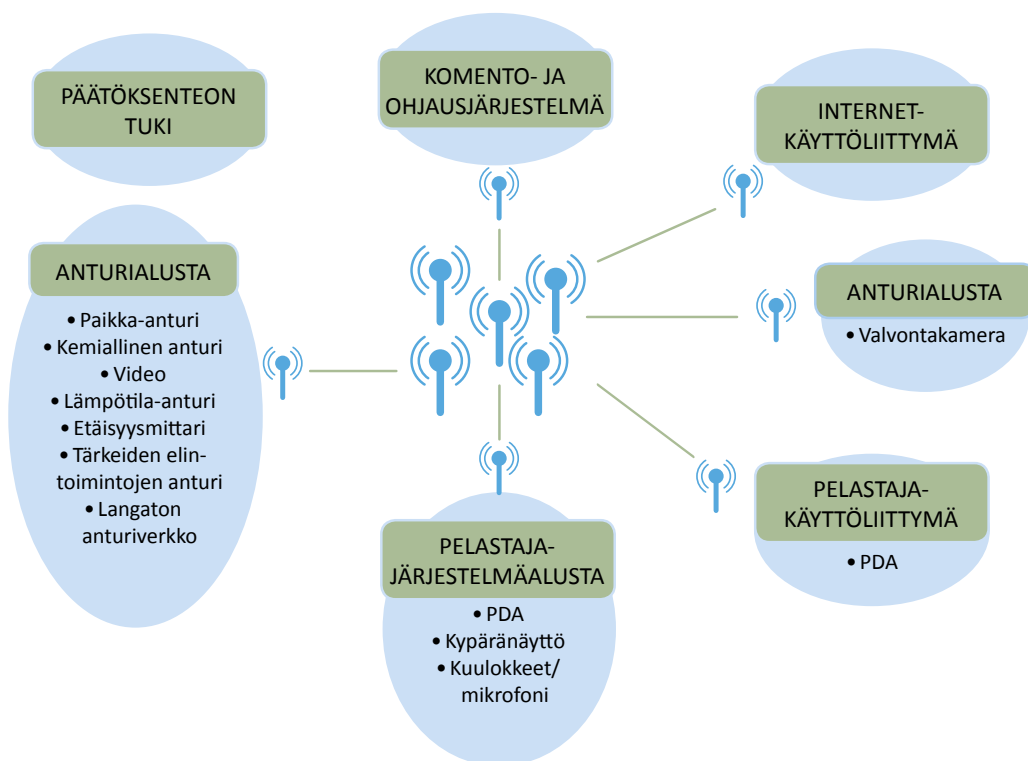 PÄÄTÖKSENTEON
TUKI
KOMENTO- JA
OHJAUSJÄRJESTELMÄ
INTERNET-
KÄYTTÖLIITTYMÄ
ANTURIALUSTA
• Paikka-anturi
• Kemiallinen anturi
• Video
• Lämpötila-anturi
• Etäisyysmittari
• Tärkeiden elin-
toimintojen anturi
• Langaton
anturiverkko
ANTURIALUSTA
• Valvontakamera
PELASTAJA-
JÄRJESTELMÄALUSTA
• PDA
• Kypäränäyttö
• Kuulokkeet/
mikrofoni
PELASTAJA-
KÄYTTÖLIITTYMÄ
• PDA